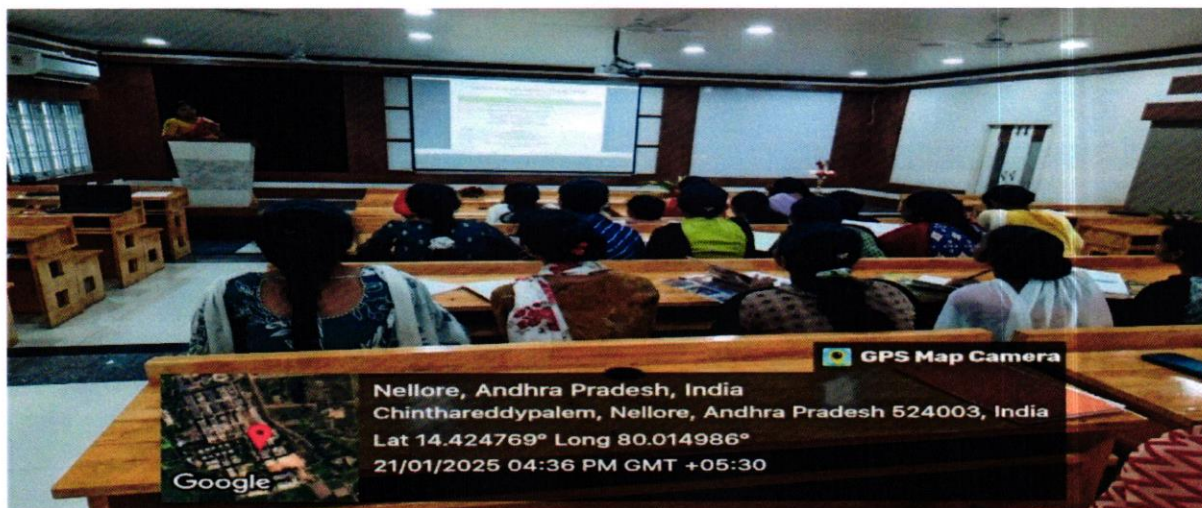 GPS Map Camera
Nellore, Andhra Pradesh, India
Chinthareddypalem, Nellore, Andhra Pradesh 524003, India
Lat 14.424769° Long 80.014986°
21/01/2025 04:36 PM GMT +05:30
Google